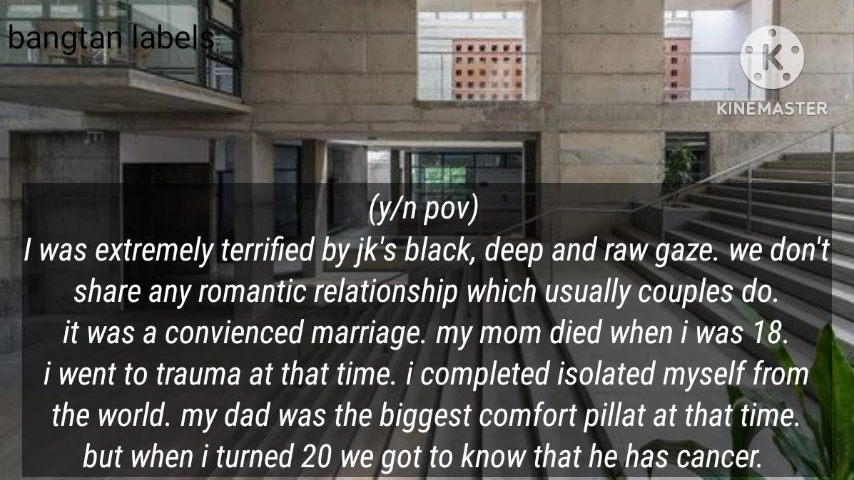 bangtan labels
KINEMASTER
(y/n pov)
I was extremely terrified by jk's black, deep and raw gaze. we don't
share any romantic relationship which usually couples do.
it was a convienced marriage. my mom died when i was 18.
i went to trauma at that time. i completed isolated myself from
the world. my dad was the biggest comfort pillat at that time.
but when i turned 20 we got to know that he has cancer.